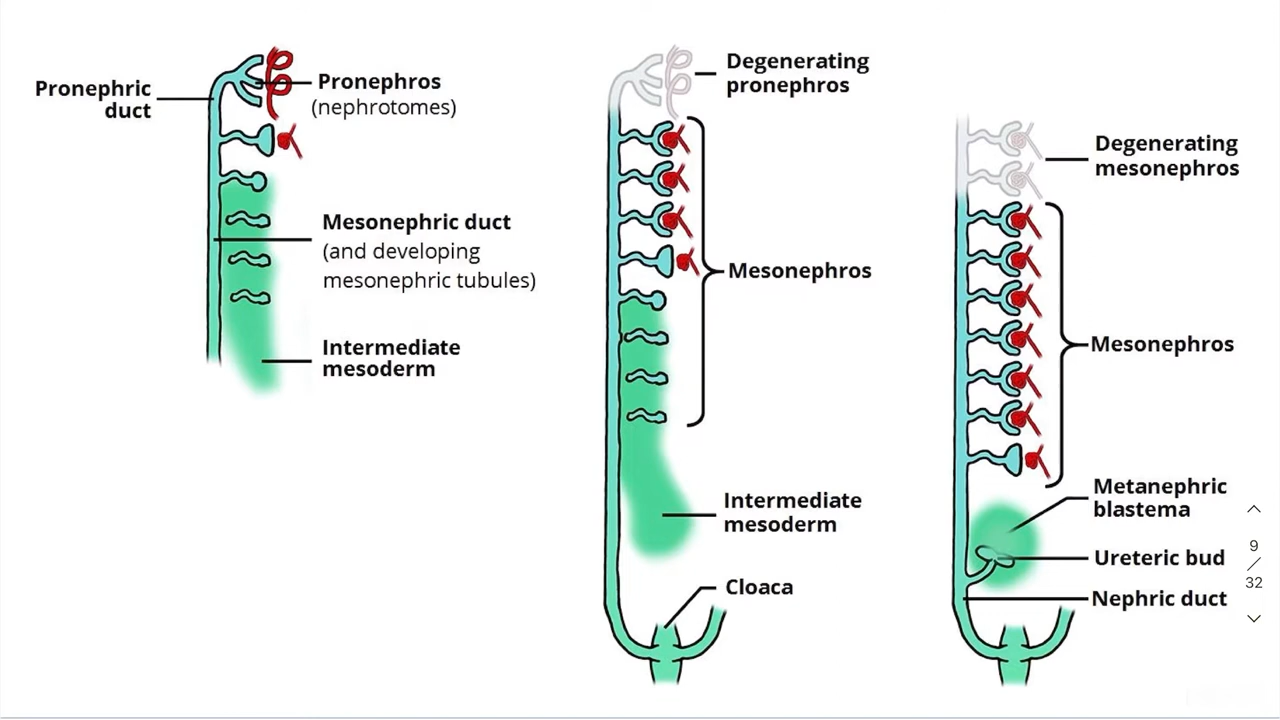 Pronephric
duct
Pronephros
(nephrotomes)
Mesonephric duct
(and developing
mesonephric tubules)
Intermediate
mesoderm
Degenerating
pronephros
Mesonephros
Intermediate
mesoderm
Cloaca
Degenerating
mesonephros
Mesonephros
Metanephric
blastema
Ureteric bud
Nephric duct
9
/
32